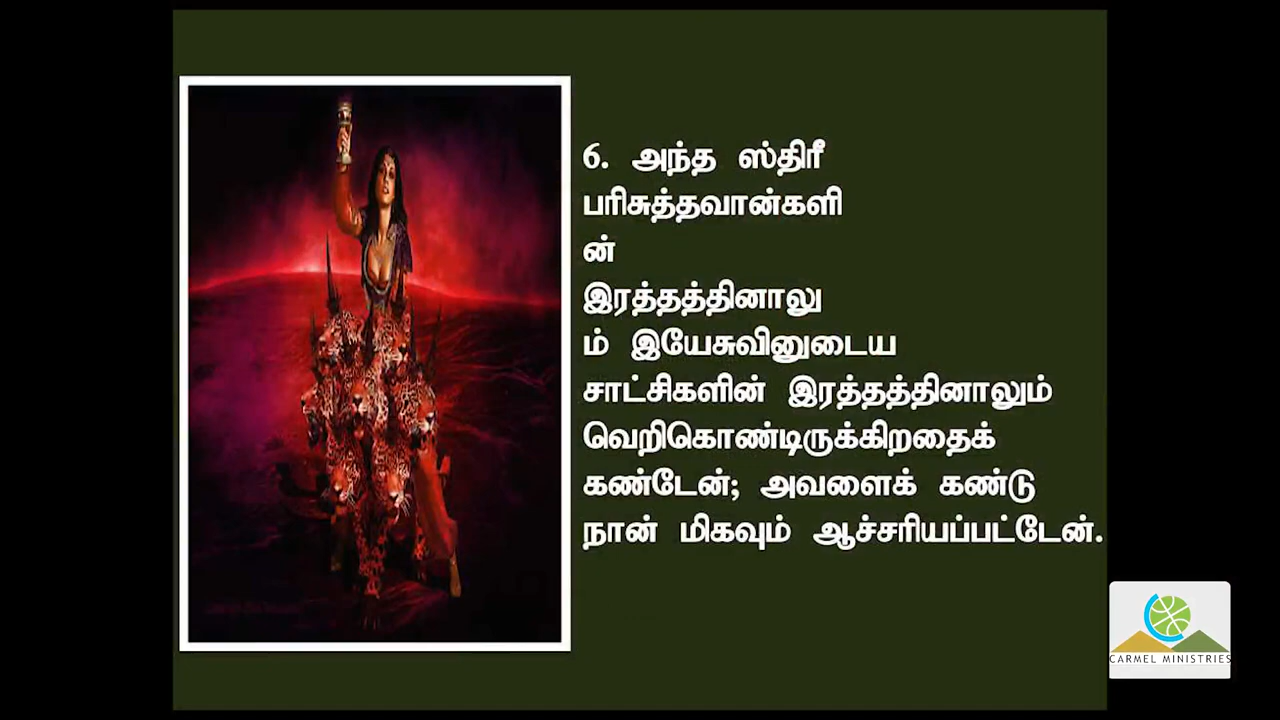 6. அந்த ஸ்திரீ
பரிசுத்தவான்களி
ன்
இரத்தத்தினாலு
ம் இயேசுவினுடைய
சாட்சிகளின் இரத்தத்தினாலும்
வெறிகொண்டிருக்கிறதைக்
கண்டேன்; அவளைக் கண்டு
நான் மிகவும் ஆச்சரியப்பட்டேன்.
CARMEL MINISTRIES